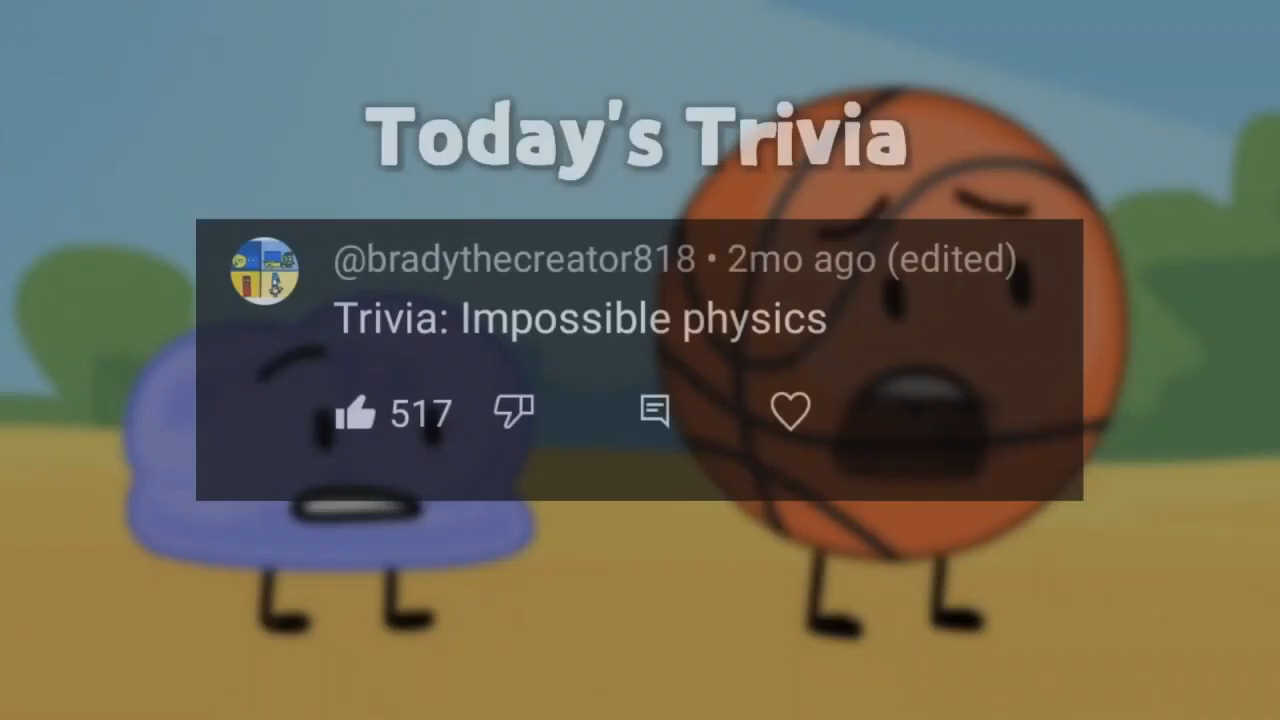 Today's Trivia
@bradythecreator818 • 2mo ago (edited)
Trivia: Impossible physics
517